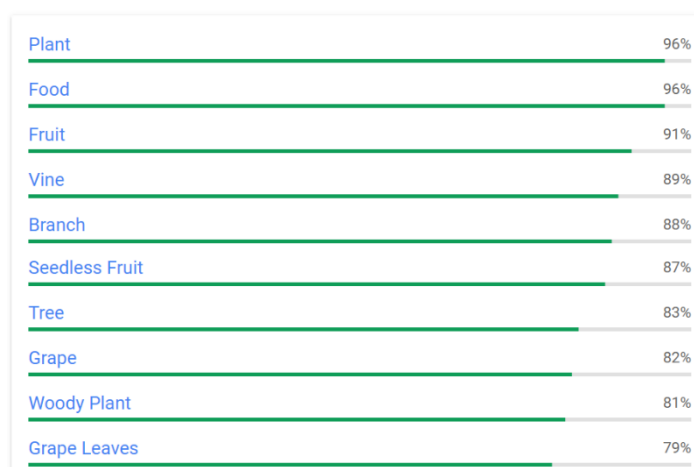 Plant 96%
Food 96%
Fruit 91%
Vine 89%
Branch 88%
Seedless Fruit 87%
Tree 83%
Grape 82%
Woody Plant 81%
Grape Leaves 79%